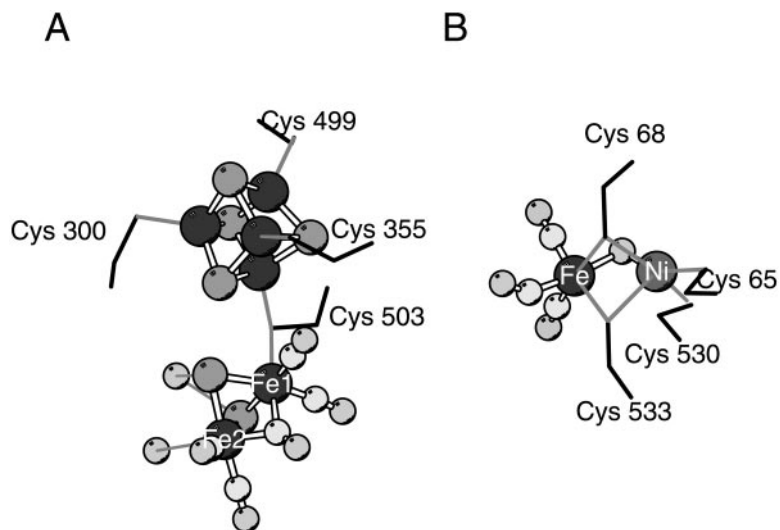 A
B
Cys 499
Cys 68
Cys 300
Cys 355
Fe
Ni
Cys 65
Cys 503
Cys 530
Fe1
Cys 533
Fe2